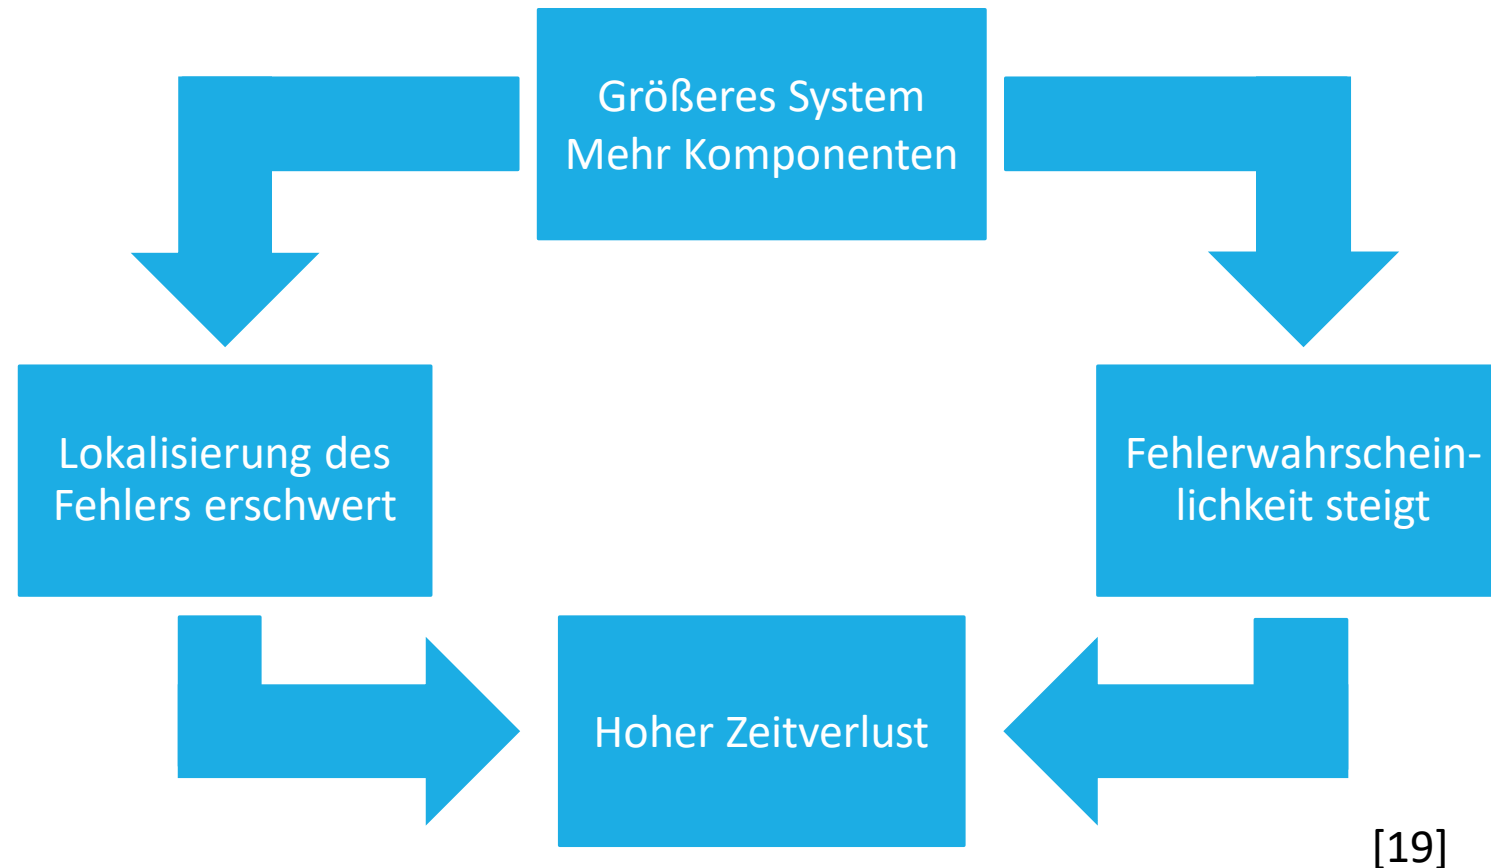 Größeres System
Mehr Komponenten
Lokalisierung des
Fehlers erschwert
Fehlerwahrschein-
lichkeit steigt
Hoher Zeitverlust
[19]